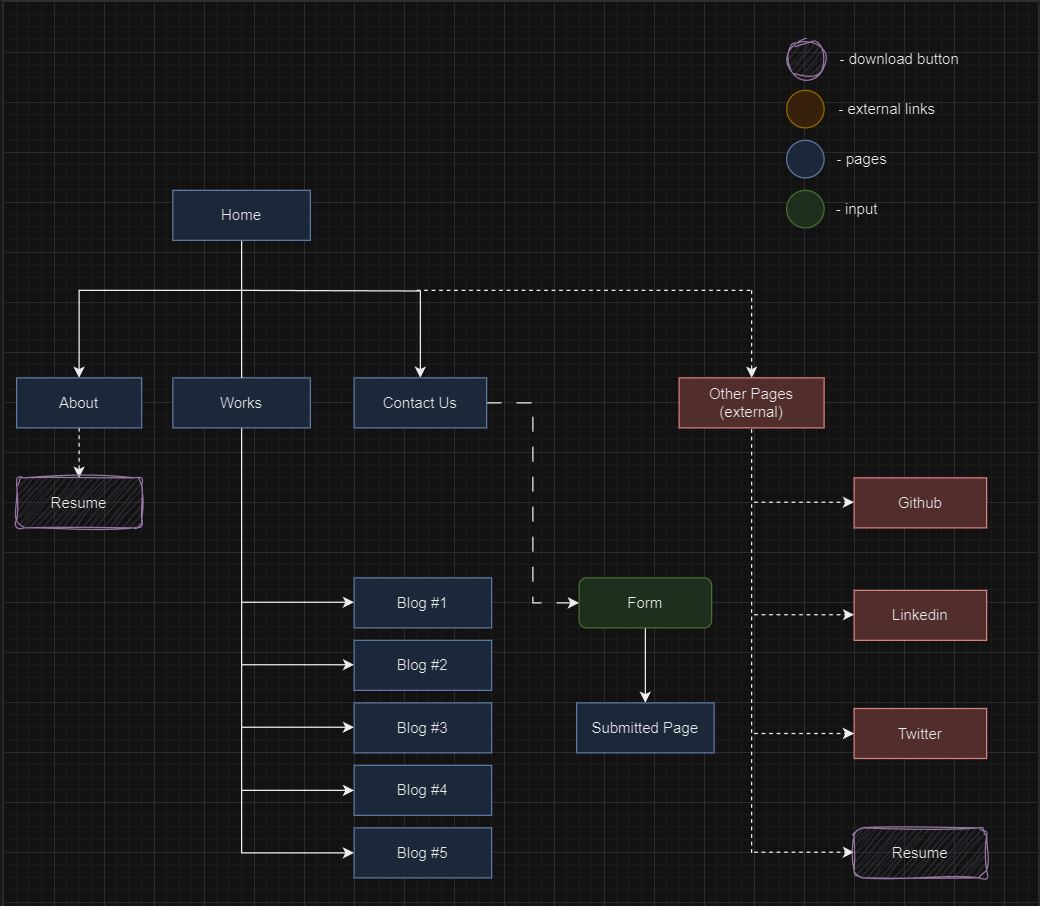 - download button
- external links
- pages
- input
Home
About
Works
Contact Us
Other Pages
(external)
Resume
Github
Blog #1
Form
Linkedin
Blog #2
Blog #3
Submitted Page
Twitter
Blog #4
Blog #5
Resume